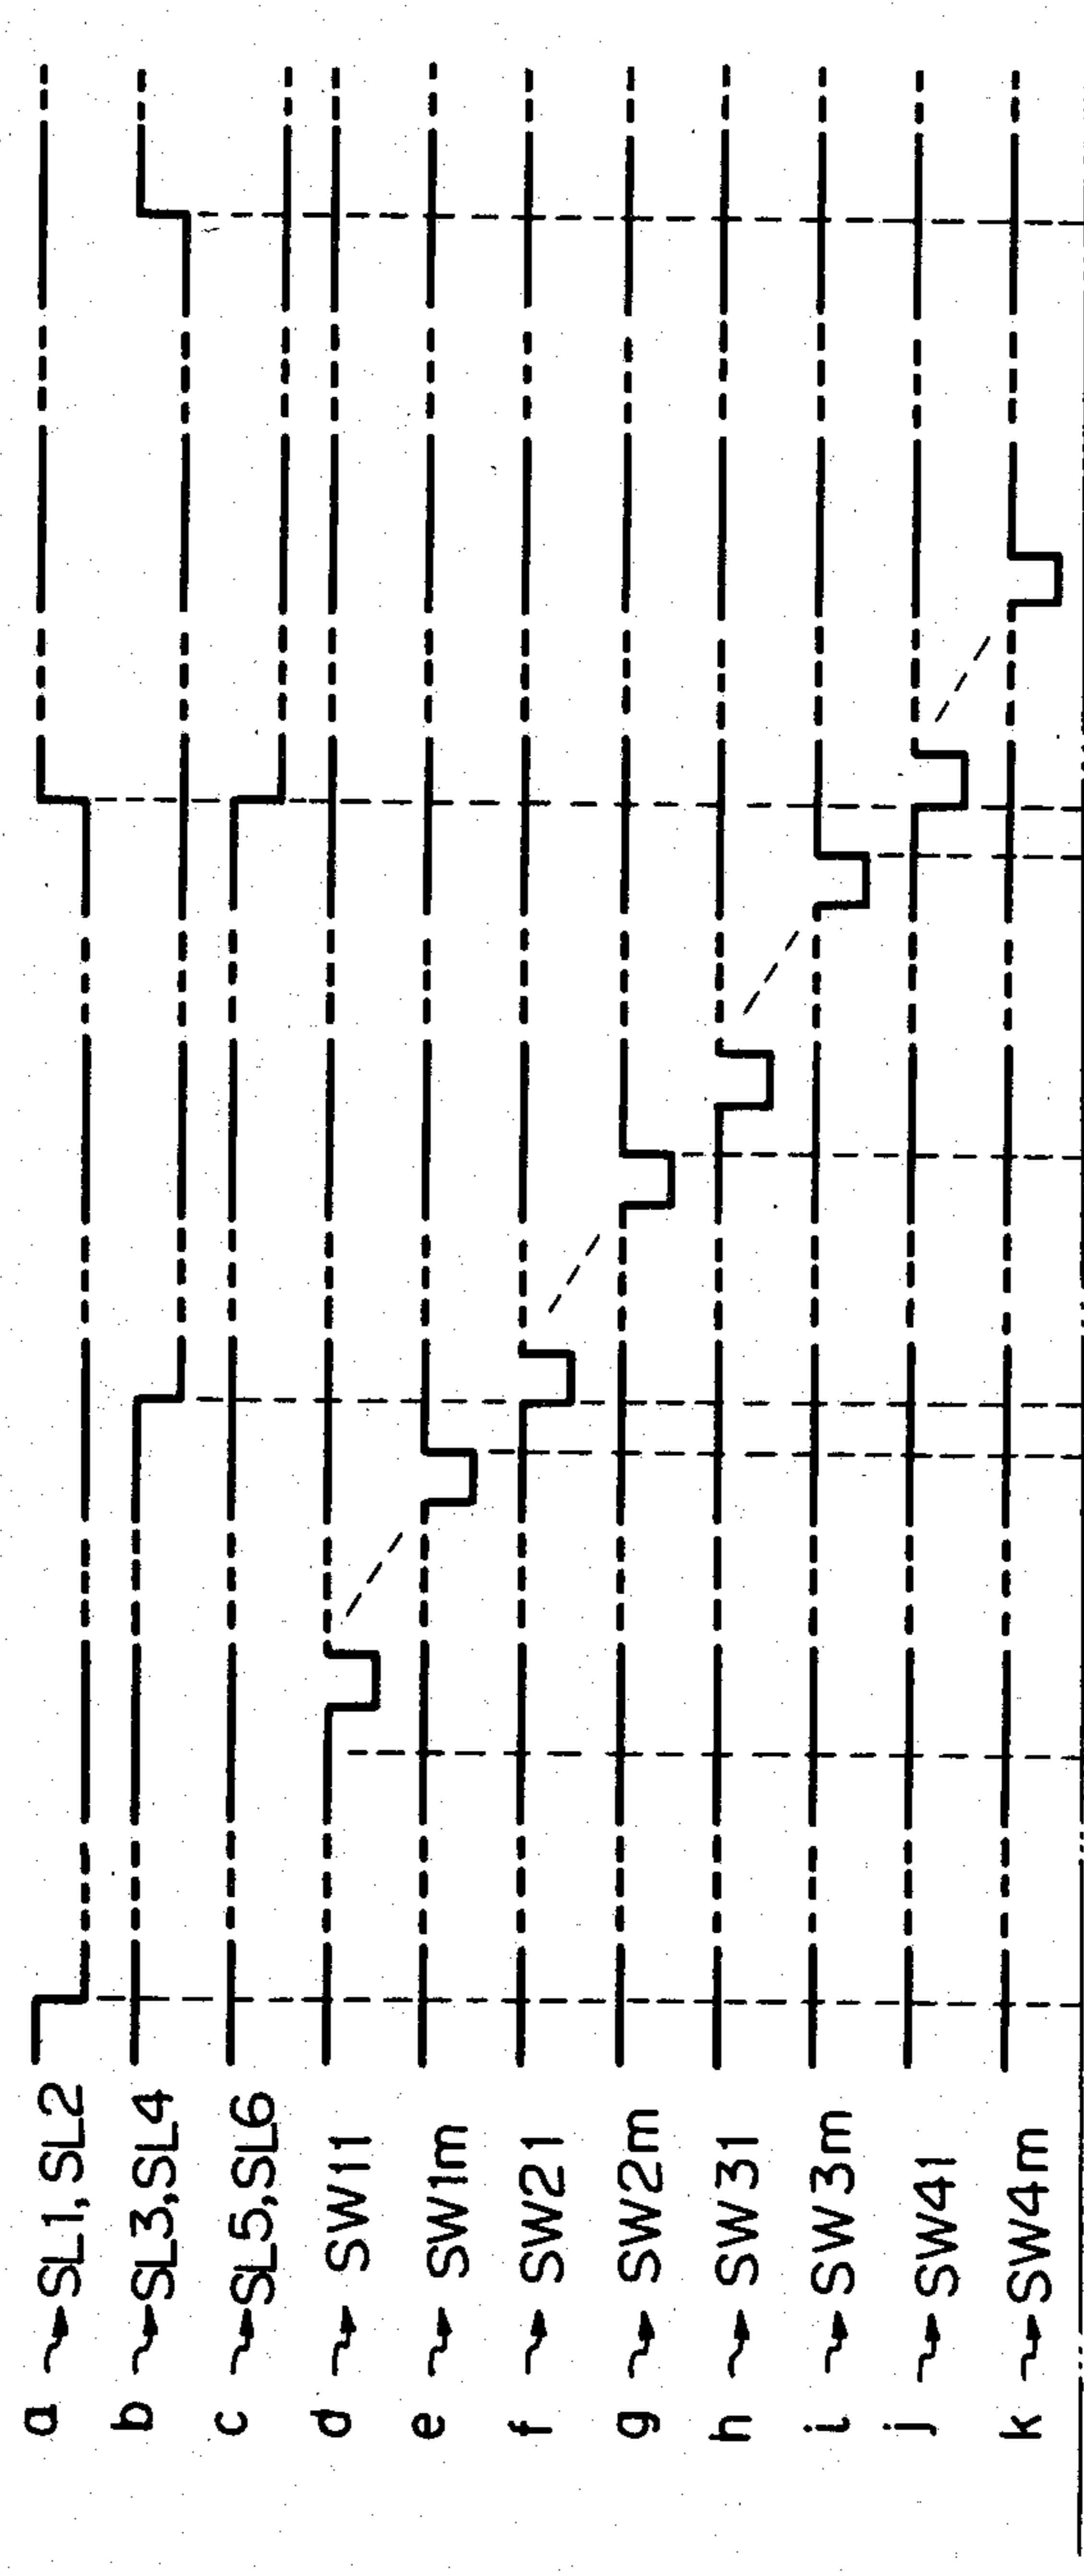 a SL1, SL2
b SL3, SL4
c SL5, SL6
d SW11
e SW1m
f SW21
g SW2m
h SW31
i SW3m
j SW41
k SW4m